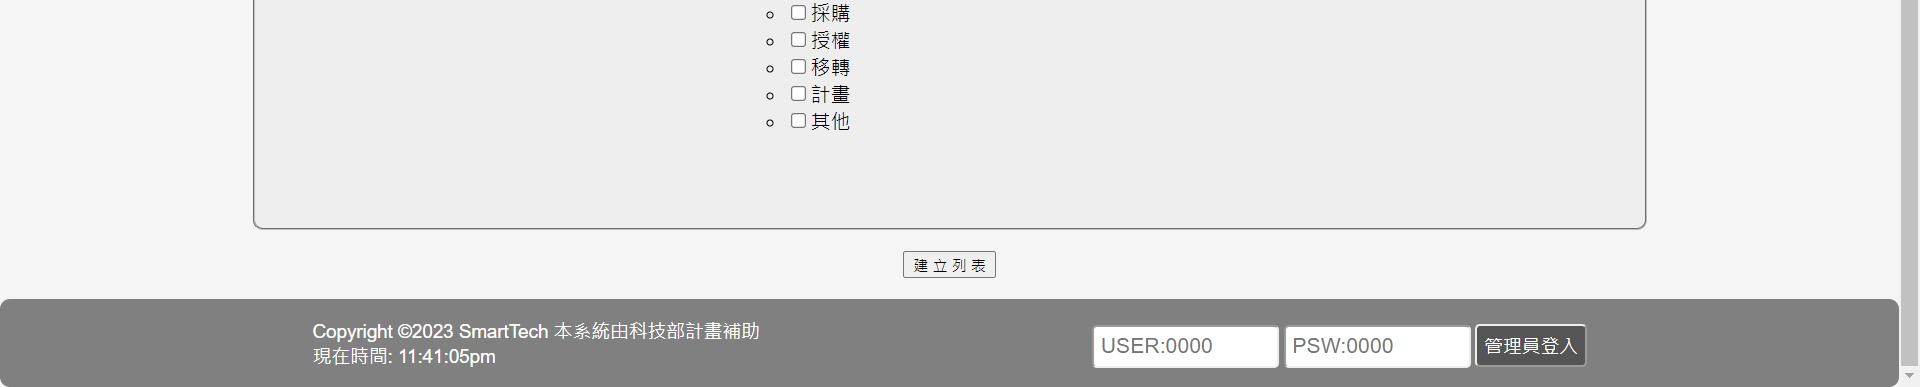 採購
授權
移轉
計畫
其他
建立列表
Copyright ©2023 SmartTech 本系統由科技部計畫補助
現在時間: 11:41:05pm
USER:0000 PSW:0000 管理員登入